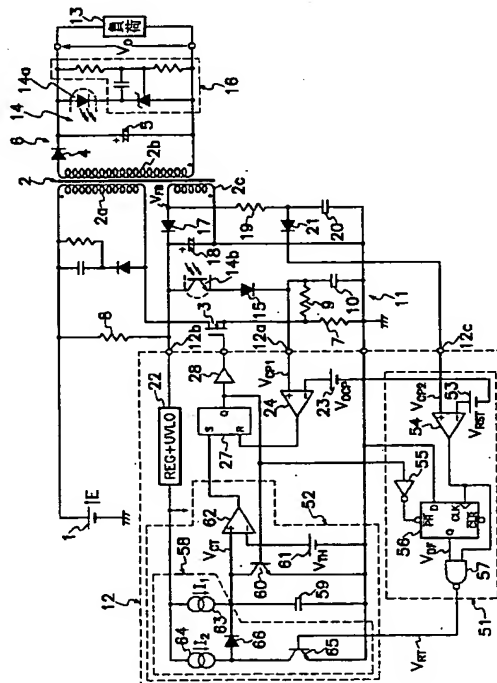 13
負荷
VO
14a
14
16
6
5
4
2
2b
2a
2c
VFB
17
18
19
20
21
14b
15
8
3
12b
12a
12c
10
9
7
11
VCP1
VCP2
28
22
REG+UVLO
S
R
Q
27
24
23
VOCP
1
E
12
58
52
62
VCT
60
61
VTH
63
I1
64
I2
59
66
65
53
54
VRST
55
56
PR
D
CLK
CLR
Q
VDF
57
51
VRT